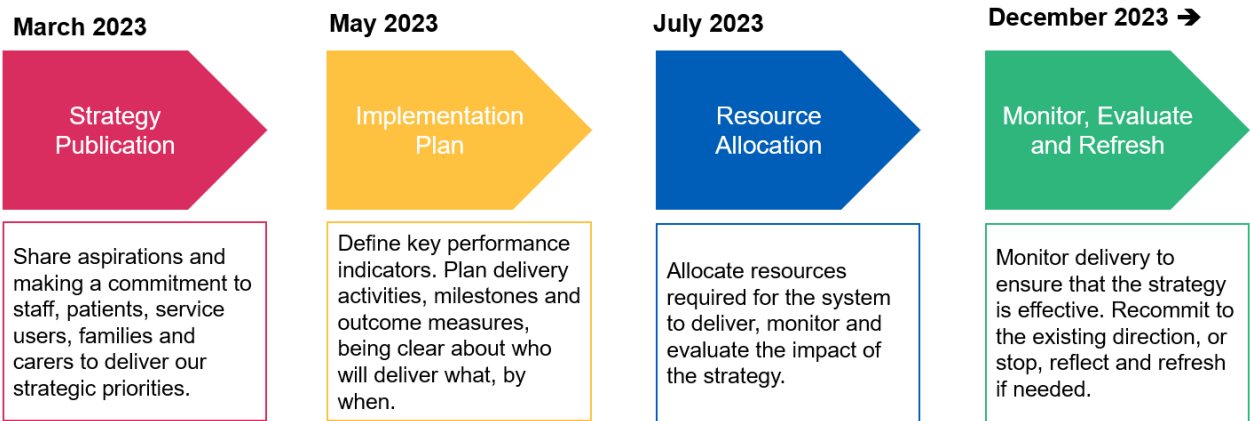 March 2023
Strategy
Publication
Share aspirations and
making a commitment to
staff, patients, service
users, families and
carers to deliver our
strategic priorities.
May 2023
Implementation
Plan
Define key performance
indicators. Plan delivery
activities, milestones and
outcome measures,
being clear about who
will deliver what, by
when.
July 2023
Resource
Allocation
Allocate resources
required for the system
to deliver, monitor and
evaluate the impact of
the strategy.
December 2023 ➔
Monitor, Evaluate
and Refresh
Monitor delivery to
ensure that the strategy
is effective. Recommit to
the existing direction, or
stop, reflect and refresh
if needed.